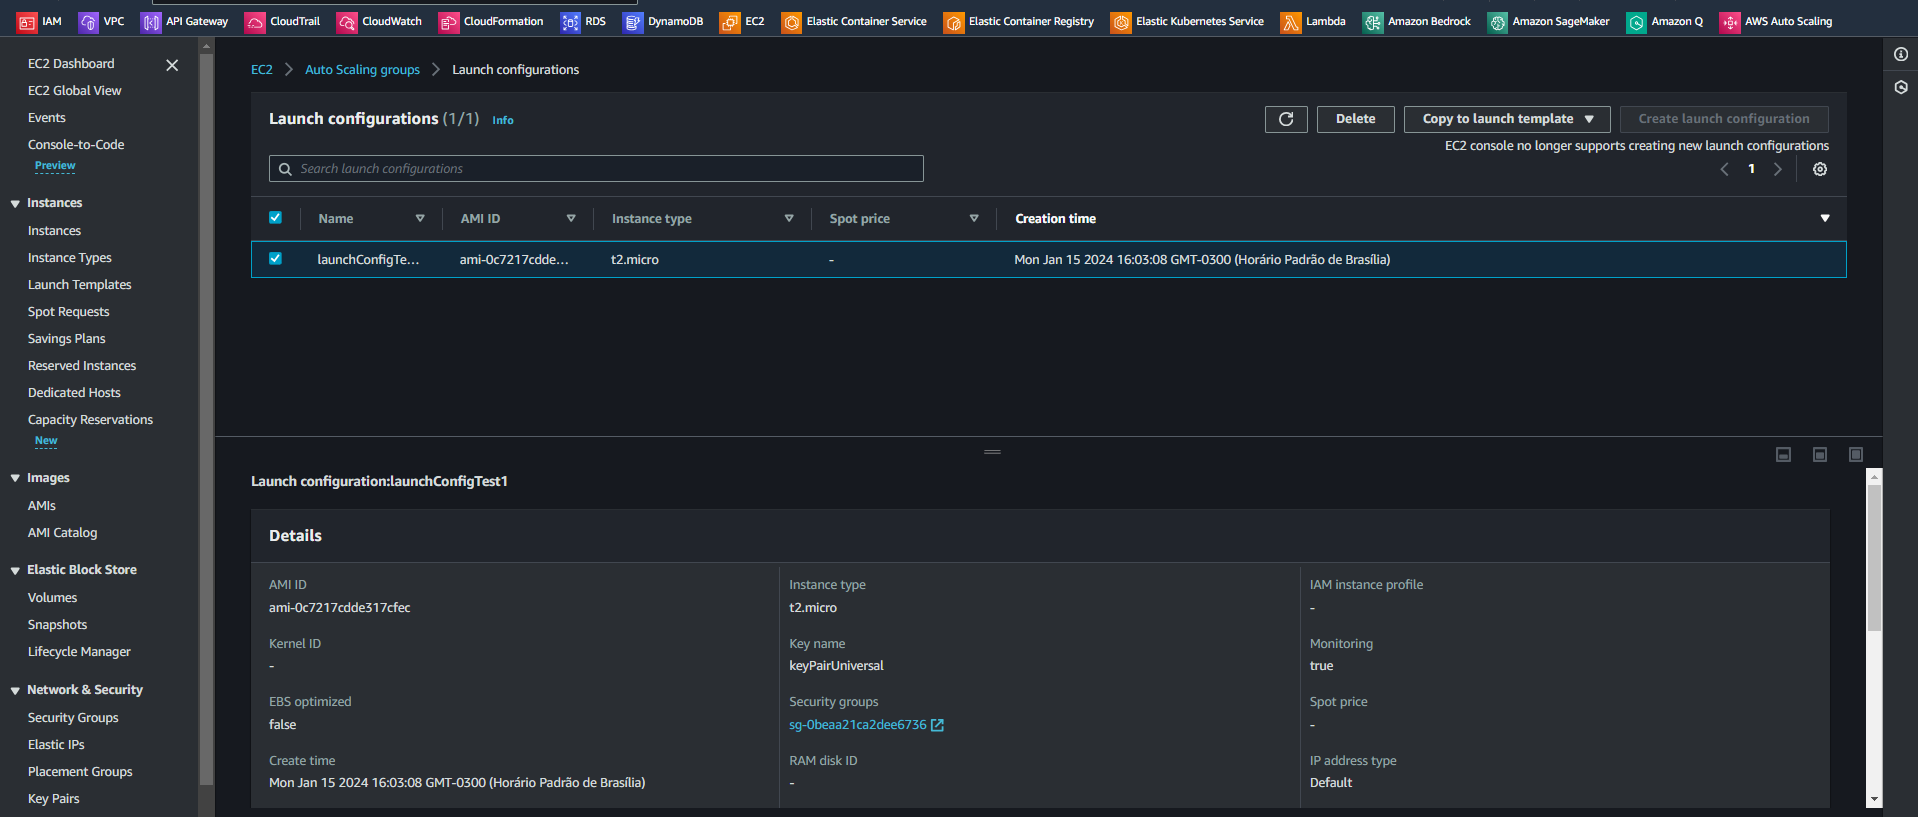 IAM VPC API Gateway CloudTrail CloudWatch CloudFormation RDS DynamoDB EC2 Elastic Container Service Elastic Container Registry Elastic Kubernetes Service Lambda Amazon Bedrock Amazon SageMaker Amazon Q AWS Auto Scaling
EC2 Dashboard
EC2 Global View
Events
Console-to-Code
Preview
Instances
Instances
Instance Types
Launch Templates
Spot Requests
Savings Plans
Reserved Instances
Dedicated Hosts
Capacity Reservations
New
Images
AMIs
AMI Catalog
Elastic Block Store
Volumes
Snapshots
Lifecycle Manager
Network & Security
Security Groups
Elastic IPs
Placement Groups
Key Pairs
EC2 > Auto Scaling groups > Launch configurations
Launch configurations (1/1) Info
Delete Copy to launch template Create launch configuration
EC2 console no longer supports creating new launch configurations
Search launch configurations
1
Name AMI ID Instance type Spot price Creation time
launchConfigTe... ami-0c7217cdde... t2.micro - Mon Jan 15 2024 16:03:08 GMT-0300 (Horário Padrão de Brasília)
Launch configuration:launchConfigTest1
Details
AMI ID
ami-0c7217cdde317cfec
Kernel ID
-
EBS optimized
false
Create time
Mon Jan 15 2024 16:03:08 GMT-0300 (Horário Padrão de Brasília)
Instance type
t2.micro
Key name
keyPairUniversal
Security groups
sg-0beaa21ca2dee6736
RAM disk ID
-
IAM instance profile
-
Monitoring
true
Spot price
-
IP address type
Default